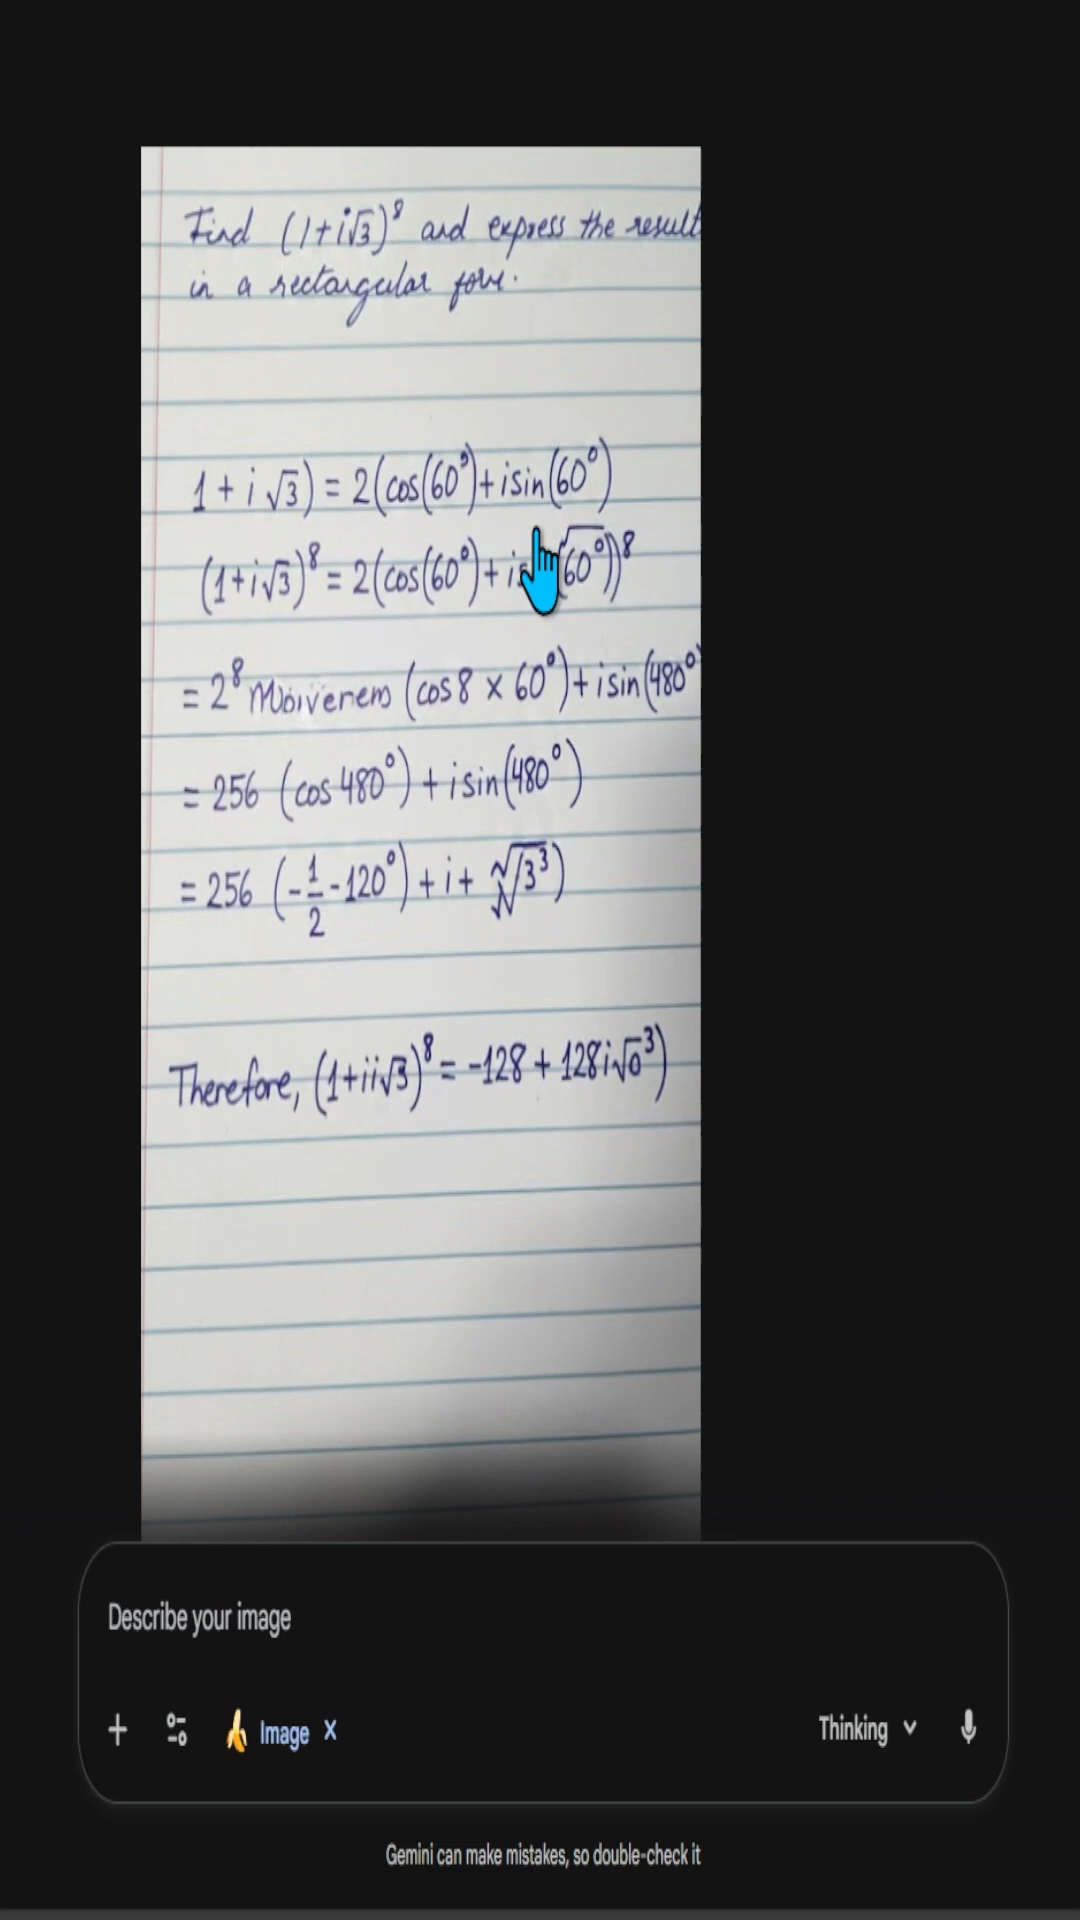 Find (1+i√3)⁸ and express the result
in a rectangular form.
1 + i √3) = 2(cos(60°)+ isin(60°)
(1+i√3)⁸ = 2(cos(60°)+ i (60°))⁸
= 2⁸ (cos 8 × 60°)+ isin(480°)
= 256 (cos 480°) + isin(480°)
= 256 (-1/2 -120°) + i + √3³)
Therefore, (1+ii√3)⁸ = -128 + 128i√0³)
Describe your image
Image ×
Thinking
Gemini can make mistakes, so double-check it